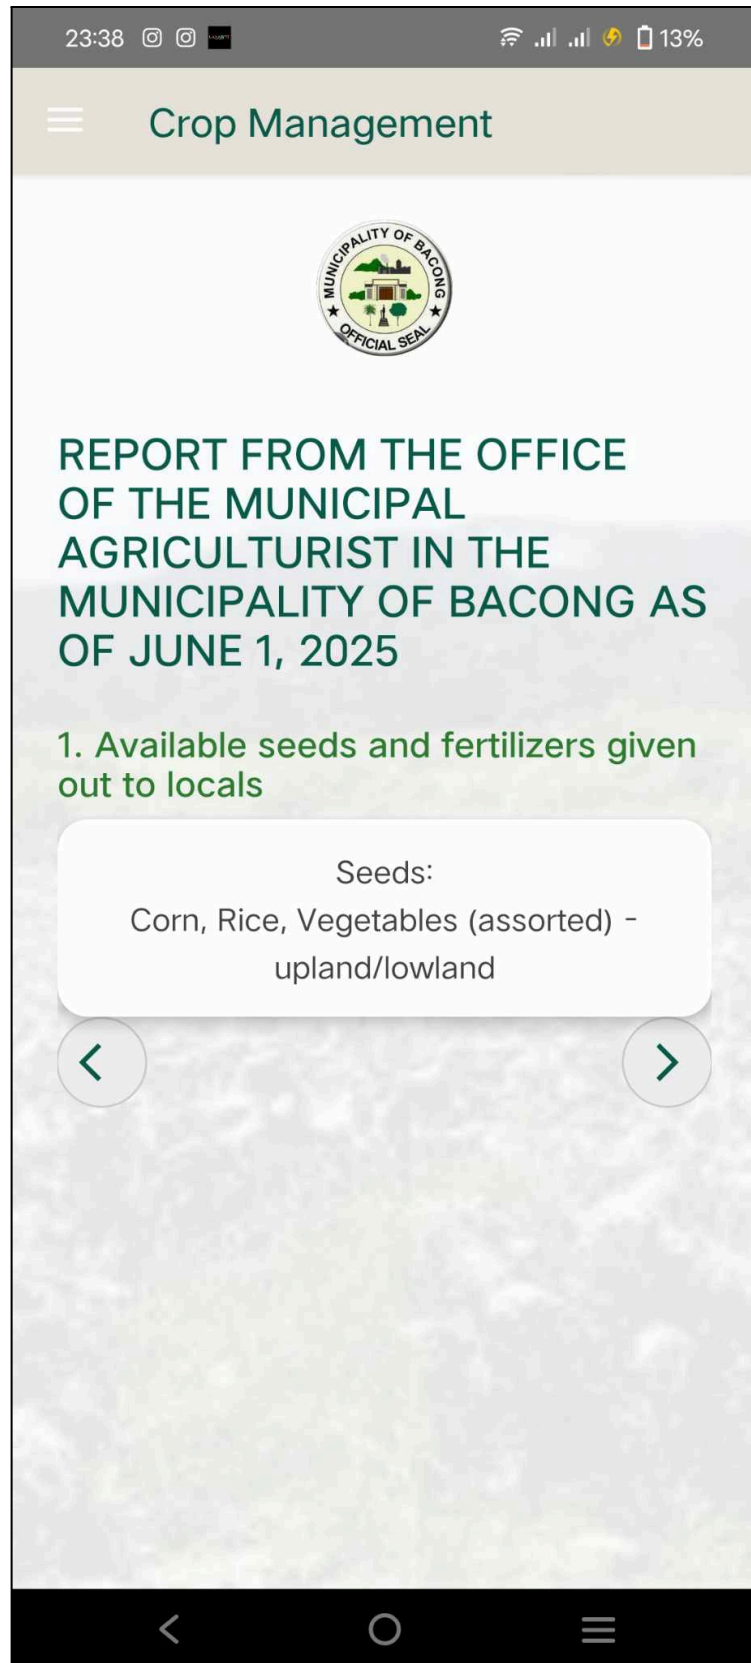 23:38
13%
Crop Management
MUNICIPALITY OF BACONG
OFFICIAL SEAL
REPORT FROM THE OFFICE
OF THE MUNICIPAL
AGRICULTURIST IN THE
MUNICIPALITY OF BACONG AS
OF JUNE 1, 2025
1. Available seeds and fertilizers given
out to locals
Seeds:
Corn, Rice, Vegetables (assorted) -
upland/lowland